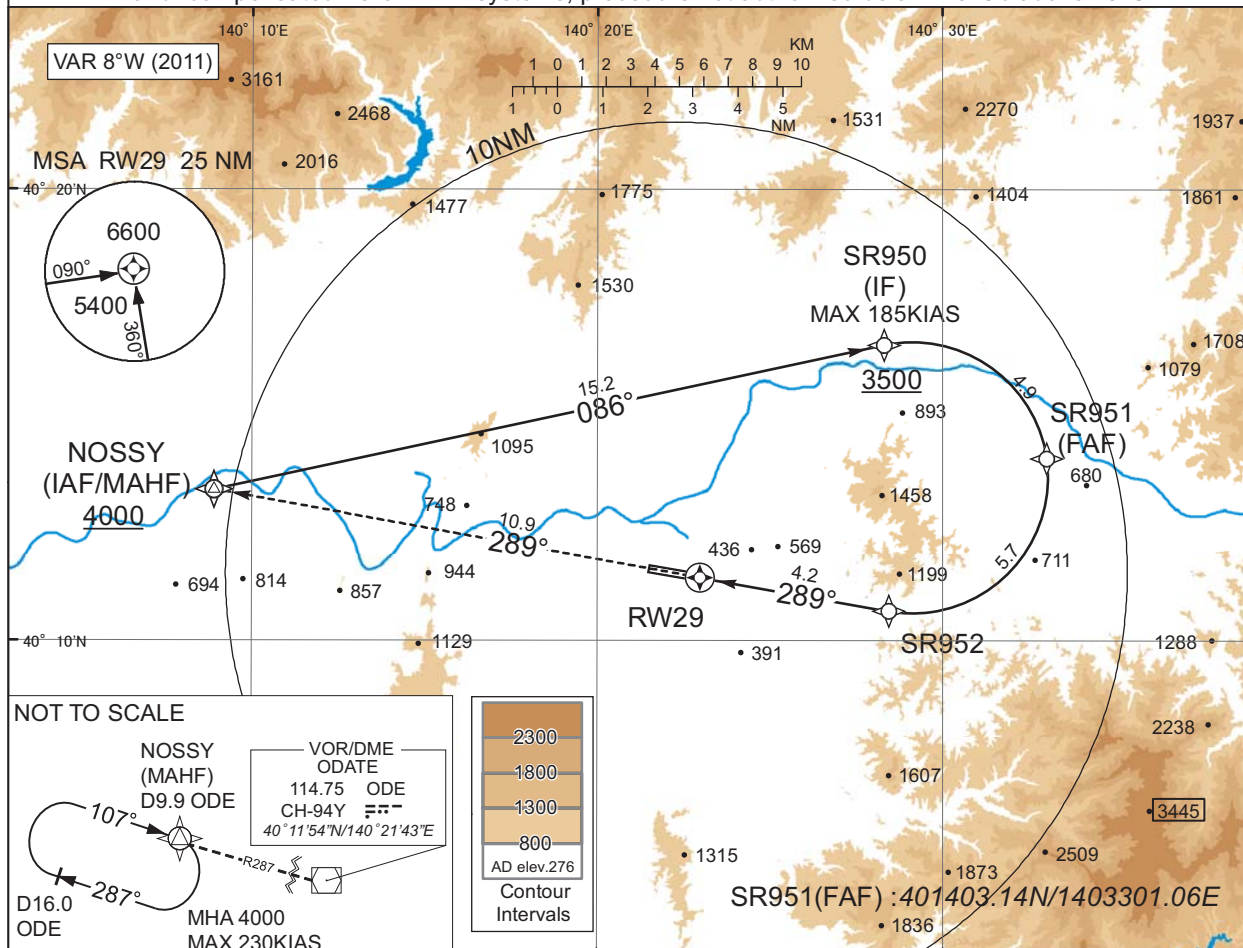 140° 10'E
140° 20'E
140° 30'E
VAR 8°W (2011)
KM
1 0 1 2 3 4 5 6 7 8 9 10
1 0 1 2 3 4 5
NM
3161
2468
2016
1531
2270
1937
10NM
MSA RW29 25 NM
40° 20'N
1477
1775
1404
1861
6600
090°
5400
360°
1530
SR950
(IF)
MAX 185KIAS
3500
1708
1079
15.2
086°
4.9
893
SR951
(FAF)
680
NOSSY
(IAF/MAHF)
4000
1095
748
1458
10.9
289°
436
569
5.7
711
694
814
857
944
4.2
289°
1199
RW29
SR952
40° 10'N
1129
391
1288
NOT TO SCALE
NOSSY
(MAHF)
D9.9 ODE
VOR/DME
ODATE
114.75 ODE
CH-94Y
40°11'54"N/140°21'43"E
107°
R287
287°
D16.0
ODE
MHA 4000
MAX 230KIAS
2300
1800
1300
800
AD elev.276
Contour
Intervals
2238
1607
3445
1315
2509
1873
SR951(FAF) :401403.14N/1403301.06E
1836